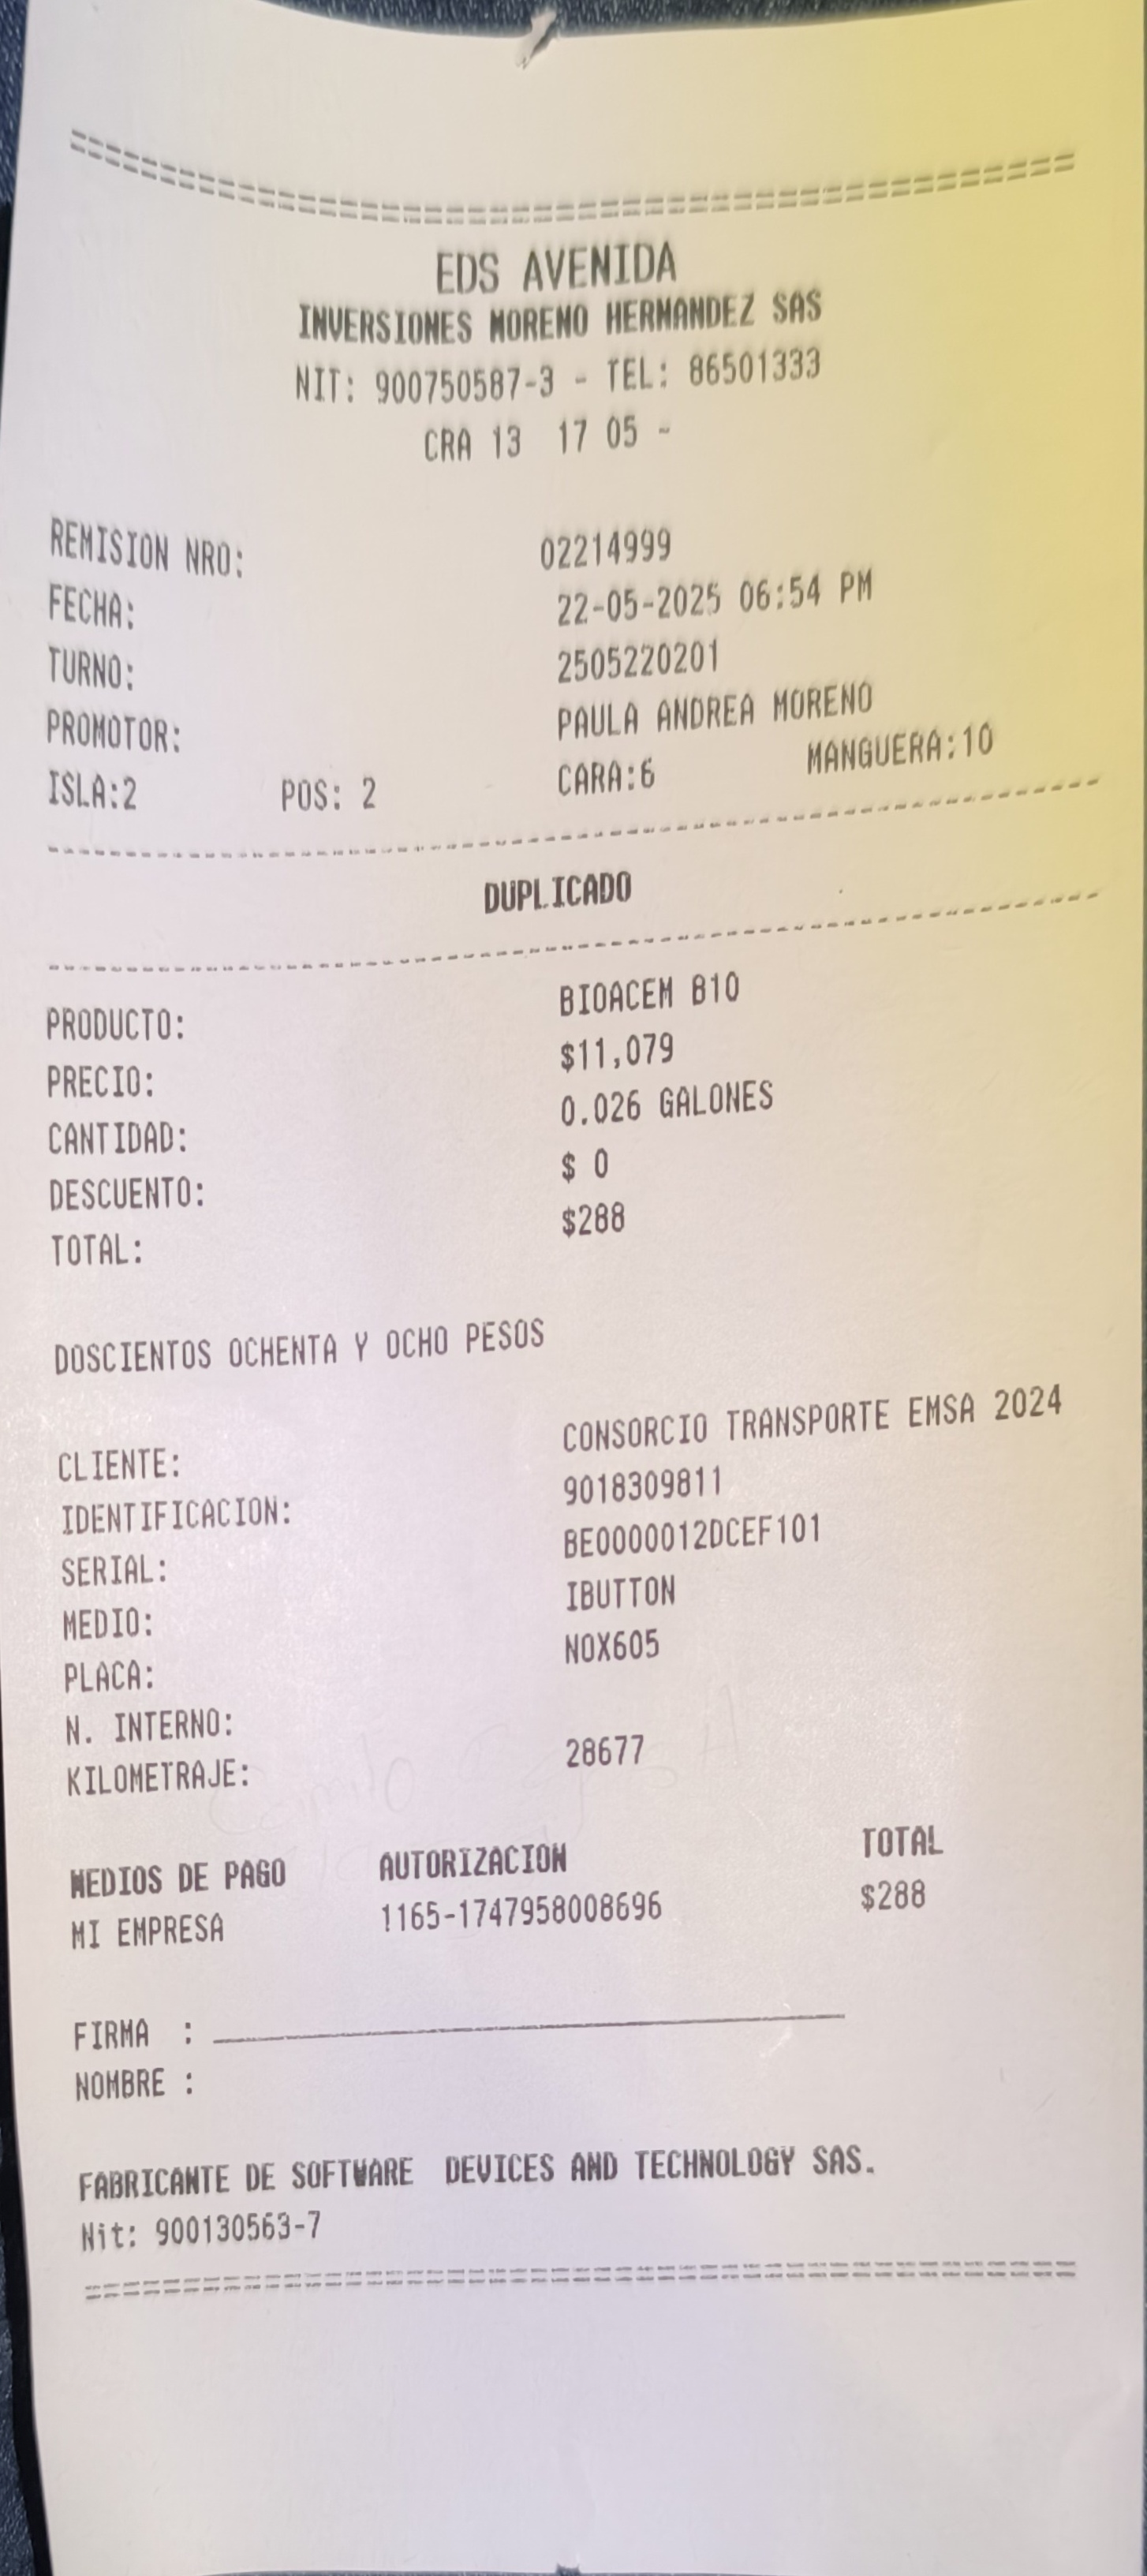 EDS AVENIDA
INVERSIONES MORENO HERNANDEZ SAS
NIT: 900750587-3 - TEL: 86501333
CRA 13 17 05 -
REMISION NRO: 02214999
FECHA: 22-05-2025 06:54 PM
TURNO: 2505220201
PROMOTOR: PAULA ANDREA MORENO
ISLA:2 POS: 2 CARA:6 MANGUERA:10
DUPLICADO
PRODUCTO: BIOACEM B10
PRECIO: $11,079
CANTIDAD: 0.026 GALONES
DESCUENTO: $ 0
TOTAL: $288
DOSCIENTOS OCHENTA Y OCHO PESOS
CLIENTE: CONSORCIO TRANSPORTE EMSA 2024
IDENTIFICACION: 9018309811
SERIAL: BE0000012DCEF101
MEDIO: IBUTTON
PLACA: NOX605
N. INTERNO:
KILOMETRAJE: 28677
MEDIOS DE PAGO AUTORIZACION TOTAL
MI EMPRESA 1165-1747958008696 $288
FIRMA :
NOMBRE :
FABRICANTE DE SOFTWARE DEVICES AND TECHNOLOGY SAS.
Nit: 900130563-7